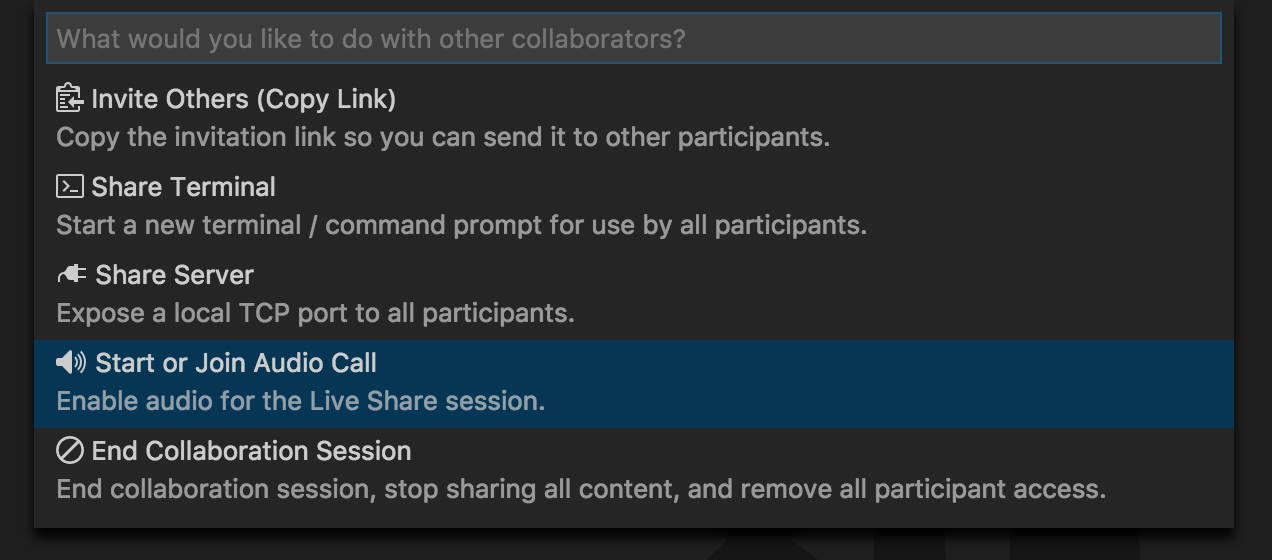 What would you like to do with other collaborators?
Invite Others (Copy Link)
Copy the invitation link so you can send it to other participants.
Share Terminal
Start a new terminal / command prompt for use by all participants.
Share Server
Expose a local TCP port to all participants.
Start or Join Audio Call
Enable audio for the Live Share session.
End Collaboration Session
End collaboration session, stop sharing all content, and remove all participant access.